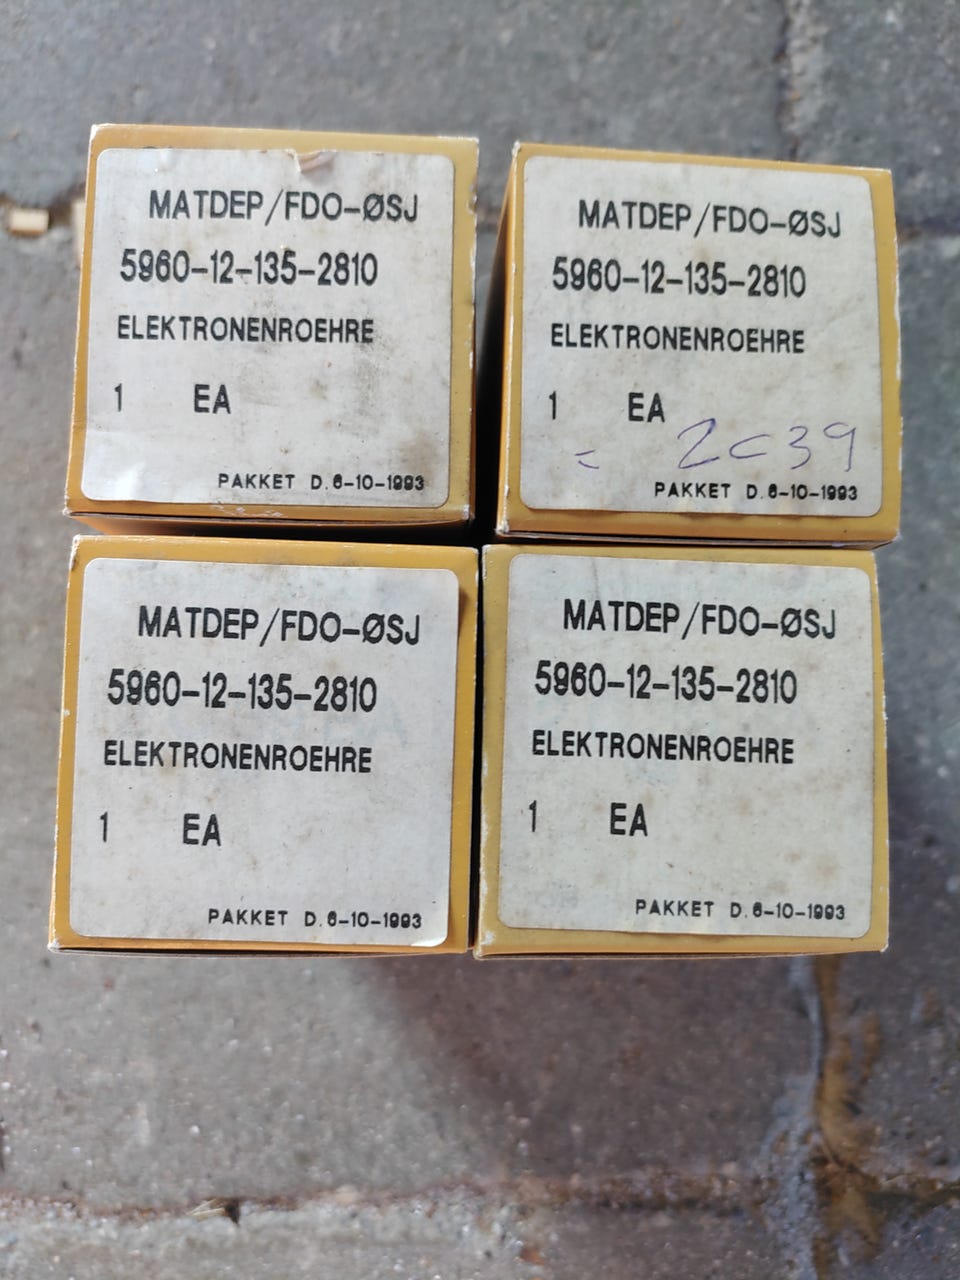 MATDEP/FDO-ØSJ
5960-12-135-2810
ELEKTRONENROEHRE
1 EA
PAKKET D. 6-10-1993
MATDEP/FDO-ØSJ
5960-12-135-2810
ELEKTRONENROEHRE
1 EA
= 2C39
PAKKET D. 6-10-1993
MATDEP/FDO-ØSJ
5960-12-135-2810
ELEKTRONENROEHRE
1 EA
PAKKET D. 6-10-1993
MATDEP/FDO-ØSJ
5960-12-135-2810
ELEKTRONENROEHRE
1 EA
PAKKET D. 6-10-1993